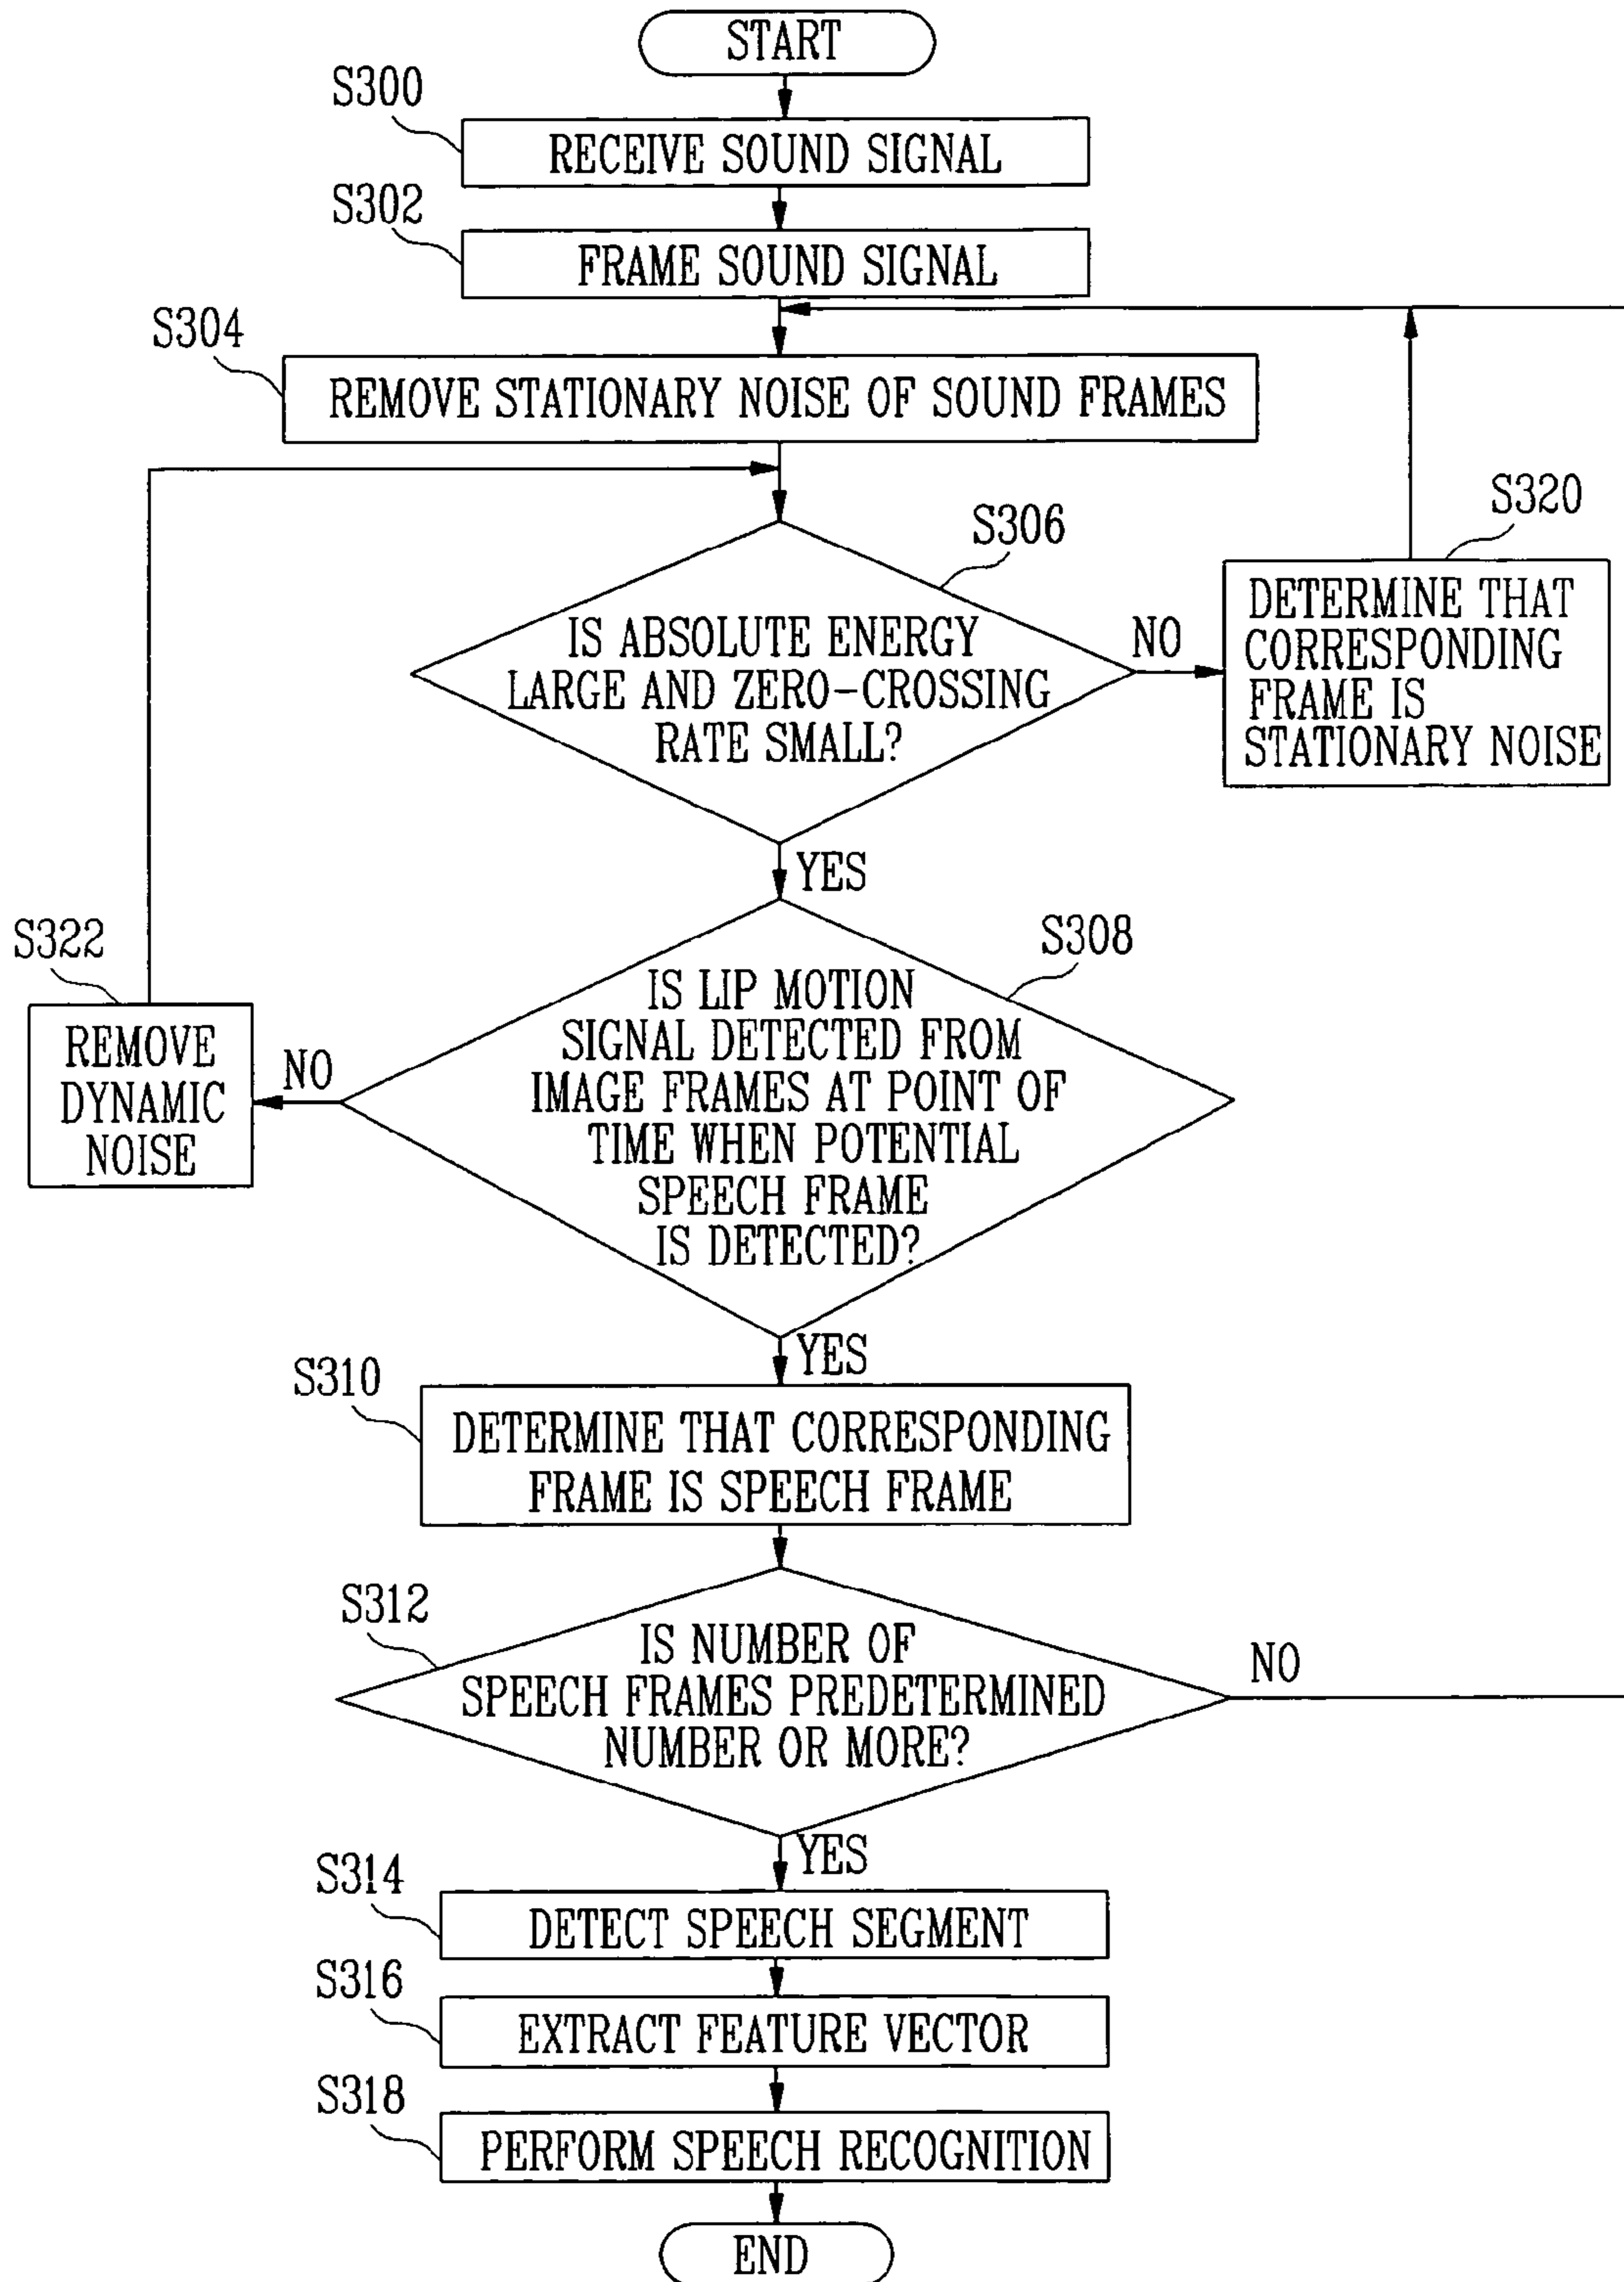 START
S300
RECEIVE SOUND SIGNAL
S302
FRAME SOUND SIGNAL
S304
REMOVE STATIONARY NOISE OF SOUND FRAMES
S306
IS ABSOLUTE ENERGY
LARGE AND ZERO-CROSSING
RATE SMALL?
NO
S320
DETERMINE THAT
CORRESPONDING
FRAME IS
STATIONARY NOISE
YES
S308
IS LIP MOTION
SIGNAL DETECTED FROM
IMAGE FRAMES AT POINT OF
TIME WHEN POTENTIAL
SPEECH FRAME
IS DETECTED?
NO
S322
REMOVE
DYNAMIC
NOISE
YES
S310
DETERMINE THAT CORRESPONDING
FRAME IS SPEECH FRAME
S312
IS NUMBER OF
SPEECH FRAMES PREDETERMINED
NUMBER OR MORE?
NO
YES
S314
DETECT SPEECH SEGMENT
S316
EXTRACT FEATURE VECTOR
S318
PERFORM SPEECH RECOGNITION
END